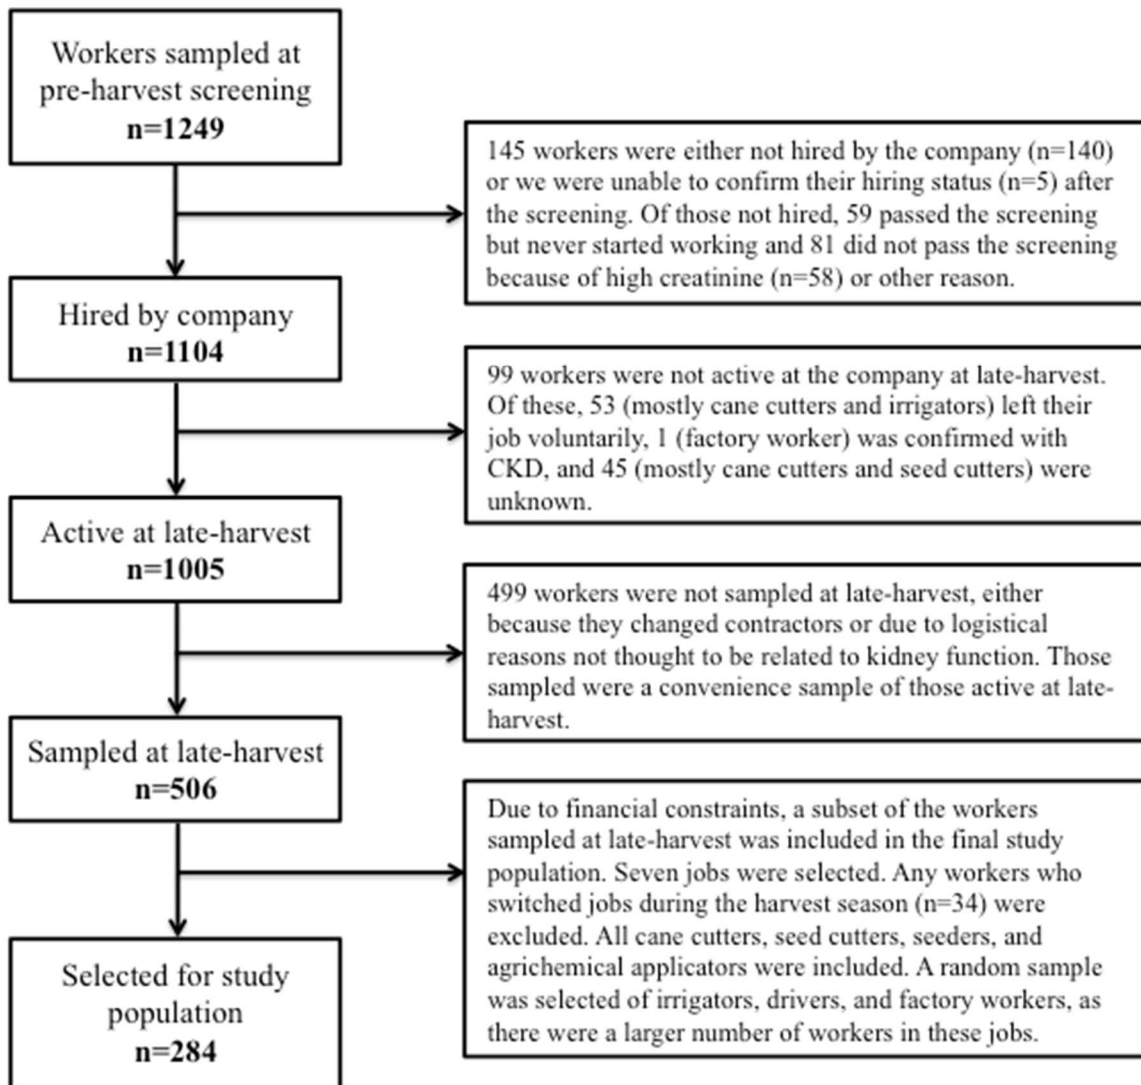 Workers sampled at
pre-harvest screening
n=1249
145 workers were either not hired by the company (n=140)
or we were unable to confirm their hiring status (n=5) after
the screening. Of those not hired, 59 passed the screening
but never started working and 81 did not pass the screening
because of high creatinine (n=58) or other reason.
Hired by company
n=1104
99 workers were not active at the company at late-harvest.
Of these, 53 (mostly cane cutters and irrigators) left their
job voluntarily, 1 (factory worker) was confirmed with
CKD, and 45 (mostly cane cutters and seed cutters) were
unknown.
Active at late-harvest
n=1005
499 workers were not sampled at late-harvest, either
because they changed contractors or due to logistical
reasons not thought to be related to kidney function. Those
sampled were a convenience sample of those active at late-
harvest.
Sampled at late-harvest
n=506
Due to financial constraints, a subset of the workers
sampled at late-harvest was included in the final study
population. Seven jobs were selected. Any workers who
switched jobs during the harvest season (n=34) were
excluded. All cane cutters, seed cutters, seeders, and
agrichemical applicators were included. A random sample
was selected of irrigators, drivers, and factory workers, as
there were a larger number of workers in these jobs.
Selected for study
population
n=284